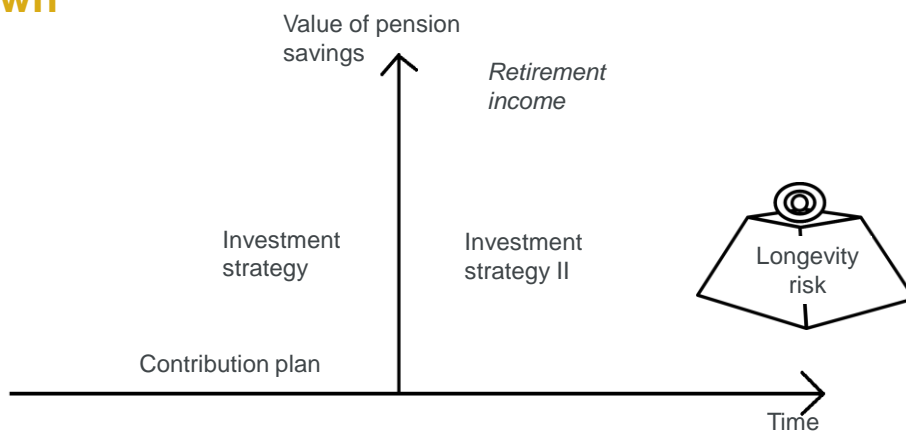 Value of pension
savings
Retirement
income
Investment
strategy
Investment
strategy II
Longevity
risk
Contribution plan
Time